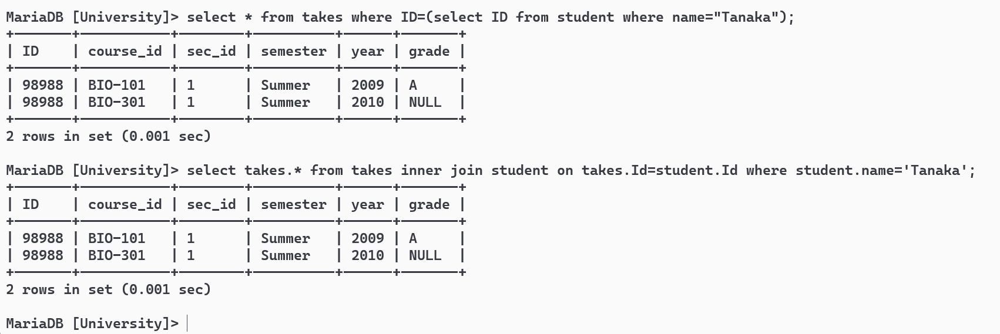 MariaDB [University]> select * from takes where ID=(select ID from student where name="Tanaka");
+-------+-----------+--------+----------+------+-------+
| ID    | course_id | sec_id | semester | year | grade |
+-------+-----------+--------+----------+------+-------+
| 98988 | BIO-101   | 1      | Summer   | 2009 | A     |
| 98988 | BIO-301   | 1      | Summer   | 2010 | NULL  |
+-------+-----------+--------+----------+------+-------+
2 rows in set (0.001 sec)

MariaDB [University]> select takes.* from takes inner join student on takes.Id=student.Id where student.name='Tanaka';
+-------+-----------+--------+----------+------+-------+
| ID    | course_id | sec_id | semester | year | grade |
+-------+-----------+--------+----------+------+-------+
| 98988 | BIO-101   | 1      | Summer   | 2009 | A     |
| 98988 | BIO-301   | 1      | Summer   | 2010 | NULL  |
+-------+-----------+--------+----------+------+-------+
2 rows in set (0.001 sec)

MariaDB [University]>